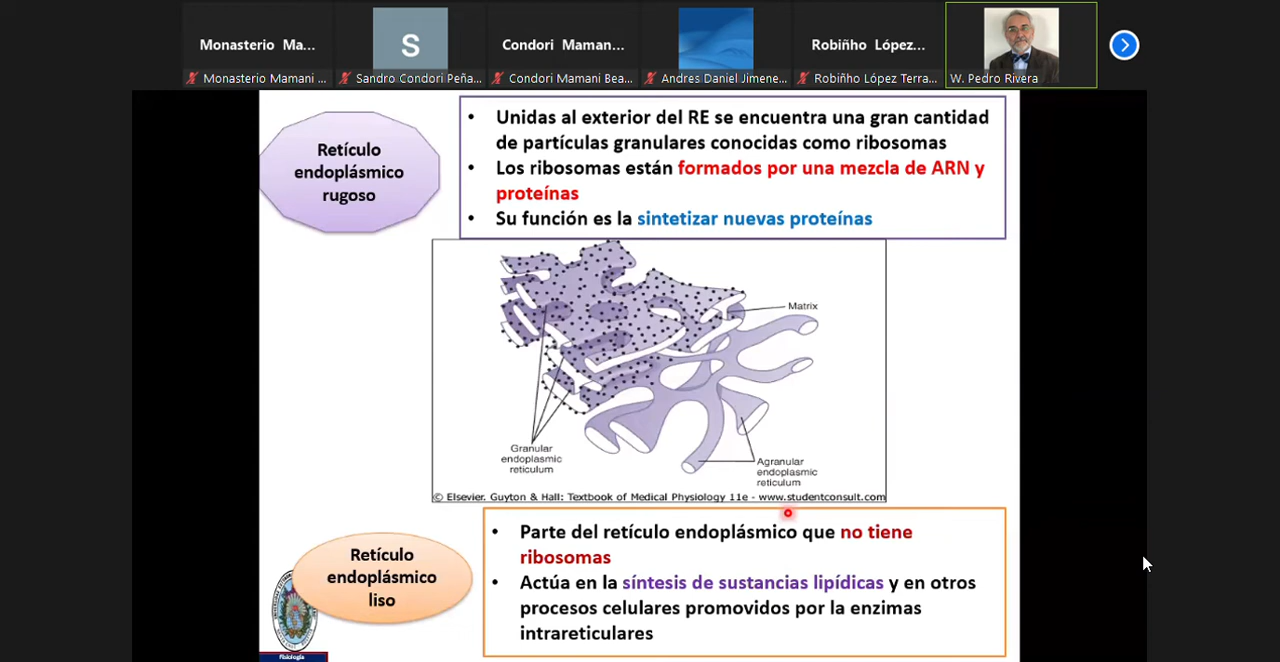 Monasterio Ma...
S
Condori Maman...
Robiñho López...
Monasterio Mamani ...
Sandro Condori Peña...
Condori Mamani Bea...
Andres Daniel Jimene...
Robiñho López Terra...
W. Pedro Rivera
Retículo
endoplásmico
rugoso
• Unidas al exterior del RE se encuentra una gran cantidad
de partículas granulares conocidas como ribosomas
• Los ribosomas están formados por una mezcla de ARN y
proteínas
• Su función es la sintetizar nuevas proteínas
Matrix
Granular
endoplasmic
reticulum
Agranular
endoplasmic
reticulum
© Elsevier. Guyton & Hall: Textbook of Medical Physiology 11e - www.studentconsult.com
Retículo
endoplásmico
liso
• Parte del retículo endoplásmico que no tiene
ribosomas
• Actúa en la síntesis de sustancias lipídicas y en otros
procesos celulares promovidos por la enzimas
intrareticulares
Fisiología